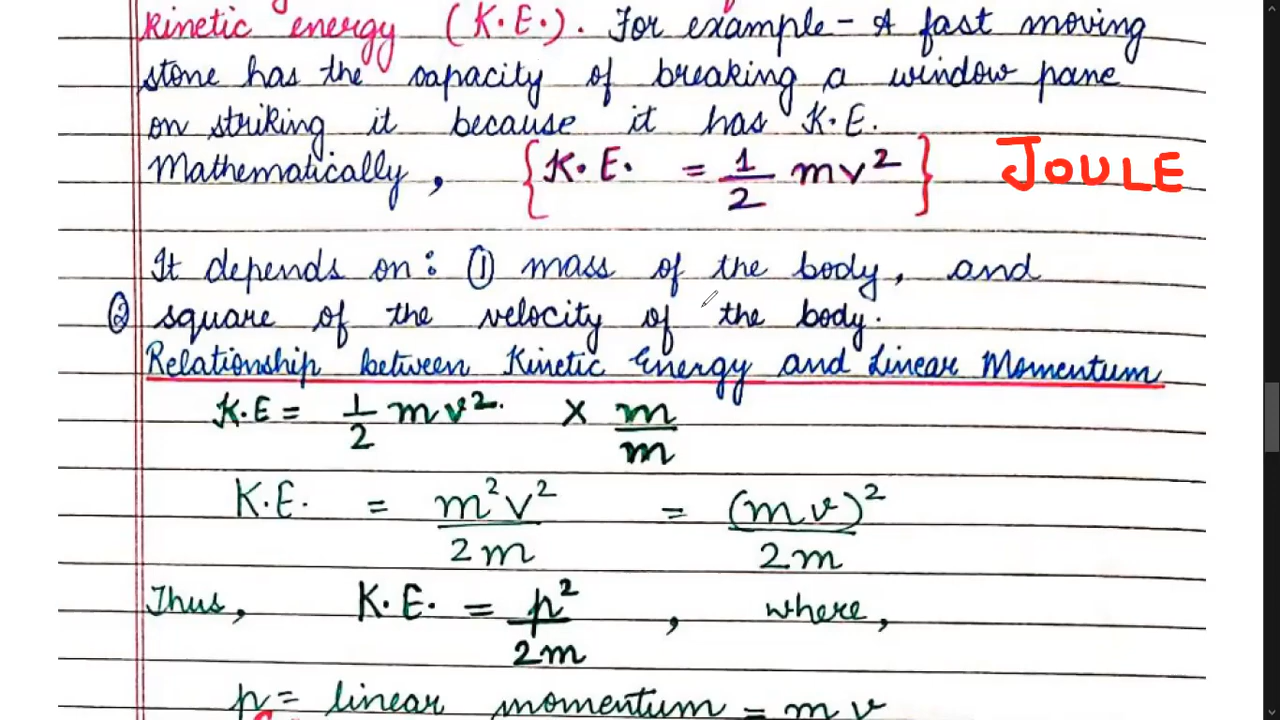 kinetic energy (K.E.). For example - A fast moving
stone has the capacity of breaking a window pane
on striking it because it has K.E.
Mathematically, {K.E. = 1/2 mv²} JOULE
It depends on: ① mass of the body, and
② square of the velocity of the body.
Relationship between Kinetic Energy and Linear Momentum
K.E = 1/2 mv². × m/m
K.E. = m²v²/2m = (mv)²/2m
Thus, K.E. = p²/2m, where,
p = linear momentum = mv